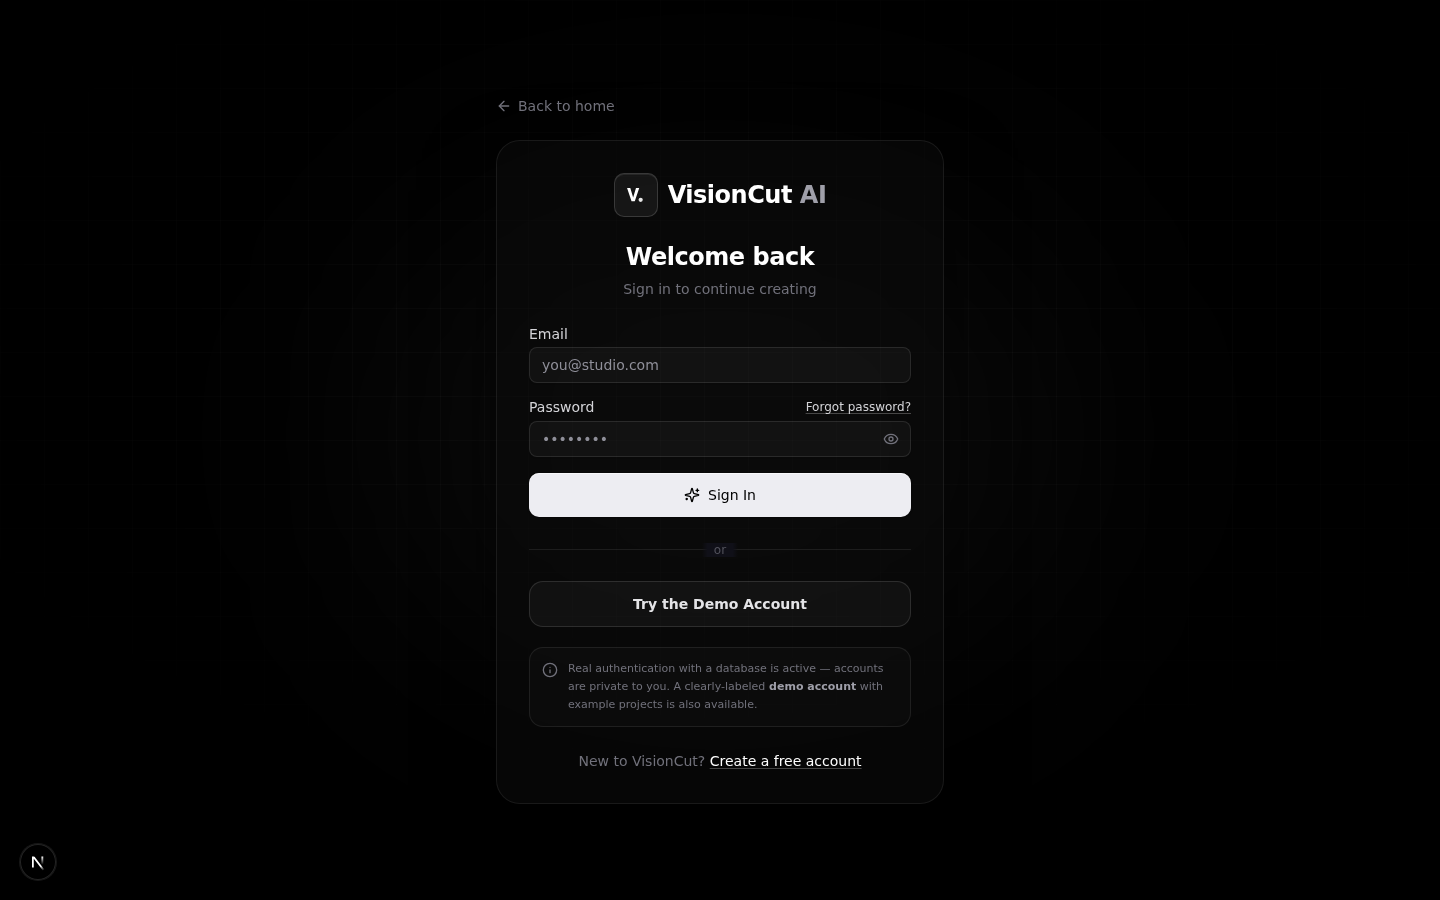 Back to home
V. VisionCut AI
Welcome back
Sign in to continue creating
Email
you@studio.com
Password Forgot password?
••••••••
Sign In
or
Try the Demo Account
Real authentication with a database is active — accounts
are private to you. A clearly-labeled demo account with
example projects is also available.
New to VisionCut? Create a free account
N